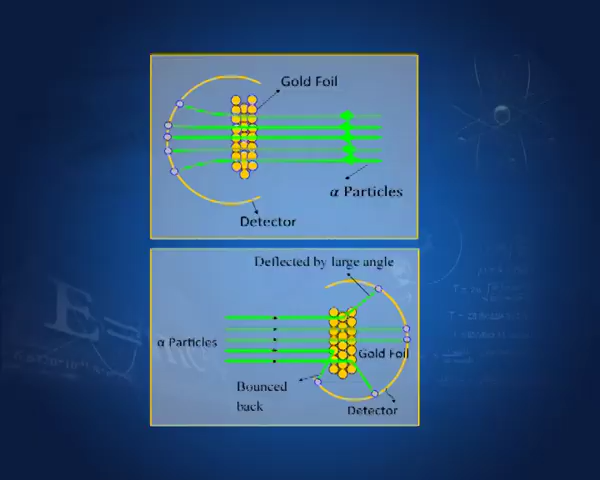 Gold Foil
α Particles
Detector
Deflected by large angle
α Particles
Gold Foil
Bounced
back
Detector
E=